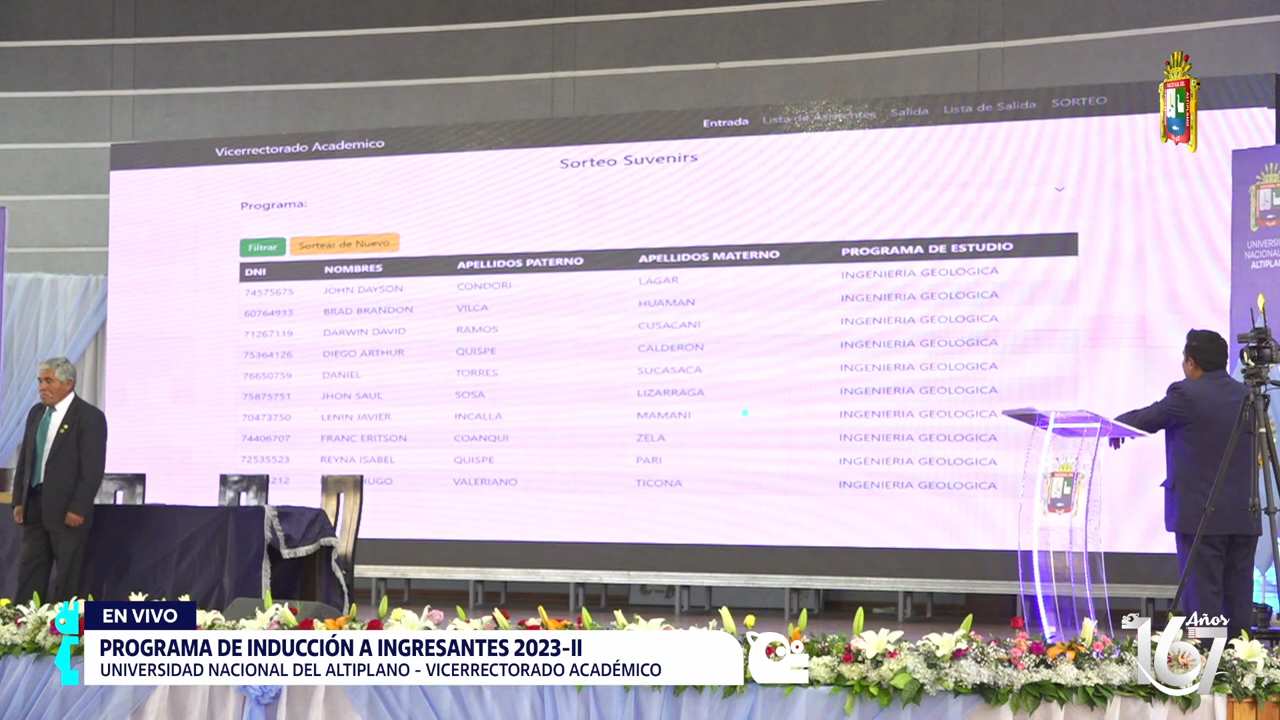 Vicerrectorado Academico
Entrada Lista de Asistentes Salida Lista de Salida SORTEO
Sorteo Suvenirs
Programa:
Filtrar Sortear de Nuevo
DNI NOMBRES APELLIDOS PATERNO APELLIDOS MATERNO PROGRAMA DE ESTUDIO
74575675 JOHN DAYSON CONDORI LAGAR INGENIERIA GEOLOGICA
60764933 BRAD BRANDON VILCA HUAMAN INGENIERIA GEOLOGICA
71267119 DARWIN DAVID RAMOS CUSACANI INGENIERIA GEOLOGICA
75364126 DIEGO ARTHUR QUISPE CALDERON INGENIERIA GEOLOGICA
76650759 DANIEL TORRES SUCASACA INGENIERIA GEOLOGICA
75875751 JHON SAUL SOSA LIZARRAGA INGENIERIA GEOLOGICA
70473750 LENIN JAVIER INCALLA MAMANI INGENIERIA GEOLOGICA
74406707 FRANC ERITSON COANQUI ZELA INGENIERIA GEOLOGICA
72535523 REYNA ISABEL QUISPE PARI INGENIERIA GEOLOGICA
HUGO VALERIANO TICONA INGENIERIA GEOLOGICA
UNIVERSIDAD
NACIONAL DEL
ALTIPLANO
EN VIVO
PROGRAMA DE INDUCCIÓN A INGRESANTES 2023-II
UNIVERSIDAD NACIONAL DEL ALTIPLANO - VICERRECTORADO ACADÉMICO
167 Años